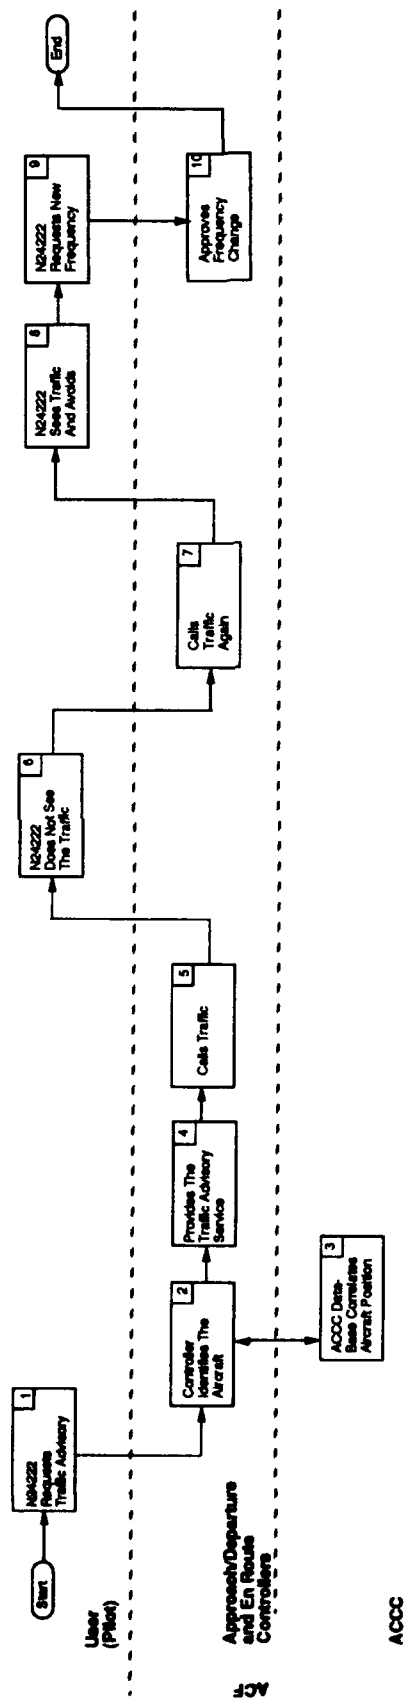 Start
1
N24222
Requests
Traffic Advisory
2
Controller
Identifies The
Aircraft
3
ACCC Data-
Base Correlates
Aircraft Position
4
Provides The
Traffic Advisory
Service
5
Calls Traffic
6
N24222
Does Not See
The Traffic
7
Calls
Traffic
Again
8
N24222
Sees Traffic
And Avoids
9
N24222
Requests New
Frequency
10
Approves
Frequency
Change
End
User
(Pilot)
Approach/Departure
and En Route
Controllers
ACCC